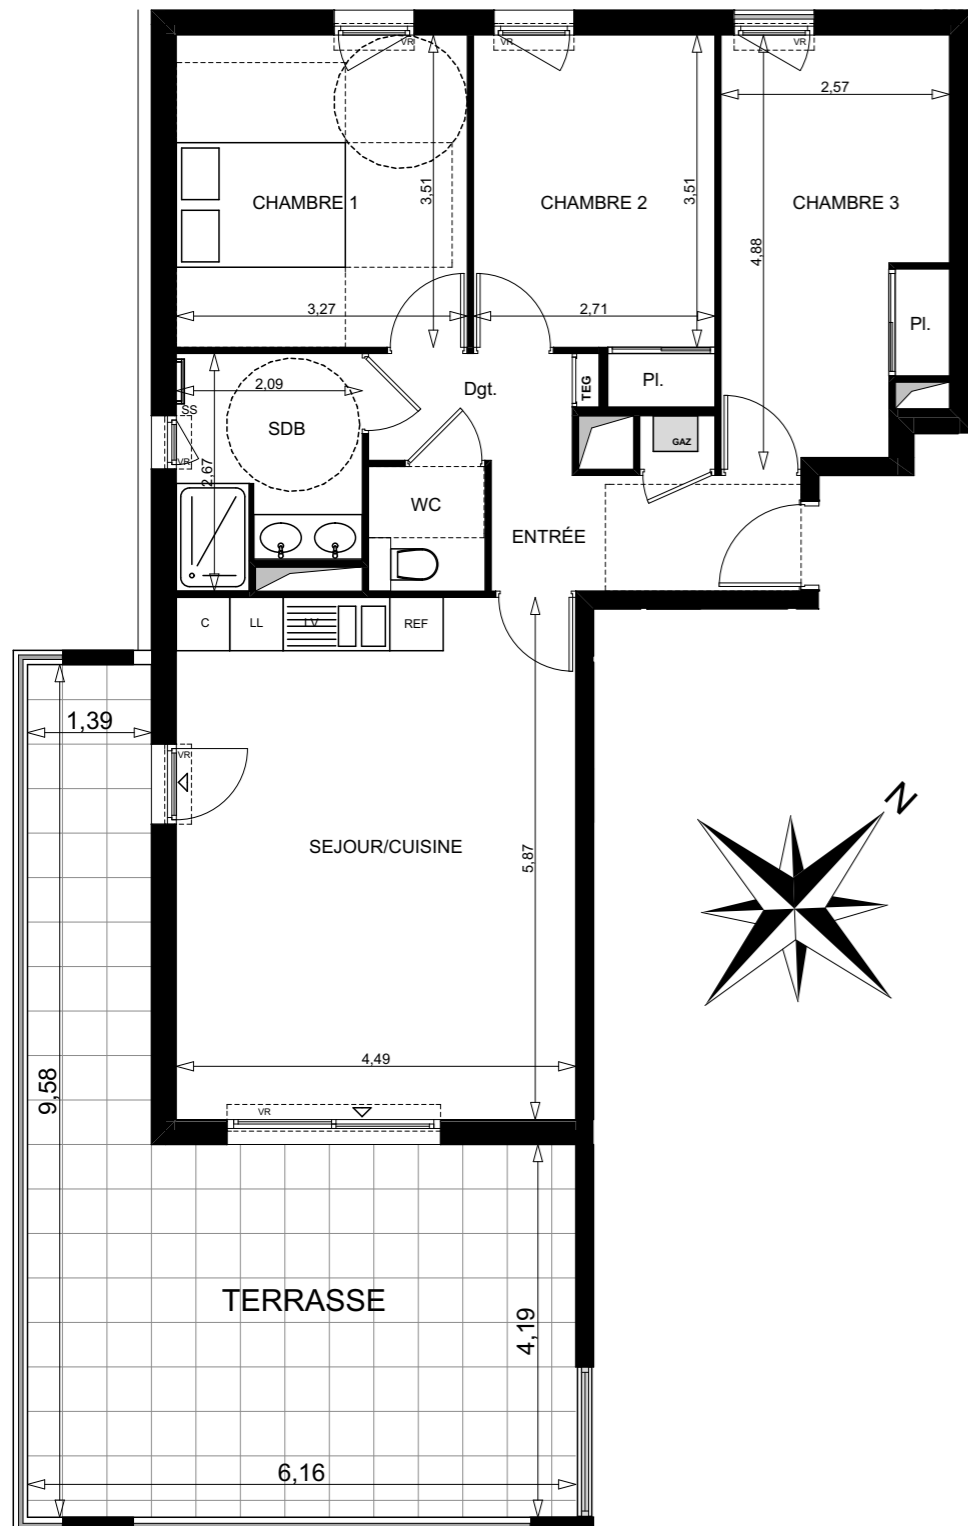 VR
VR
VR
2,57
CHAMBRE 1
3,51
CHAMBRE 2
3,51
CHAMBRE 3
4,88
3,27
2,71
Pl.
2,09
Dgt.
TEG
Pl.
SS
SDB
VR
2,67
GAZ
WC
ENTRÉE
C
LL
LV
REF
1,39
VR
N
SEJOUR/CUISINE
5,87
4,49
9,58
VR
TERRASSE
4,19
6,16